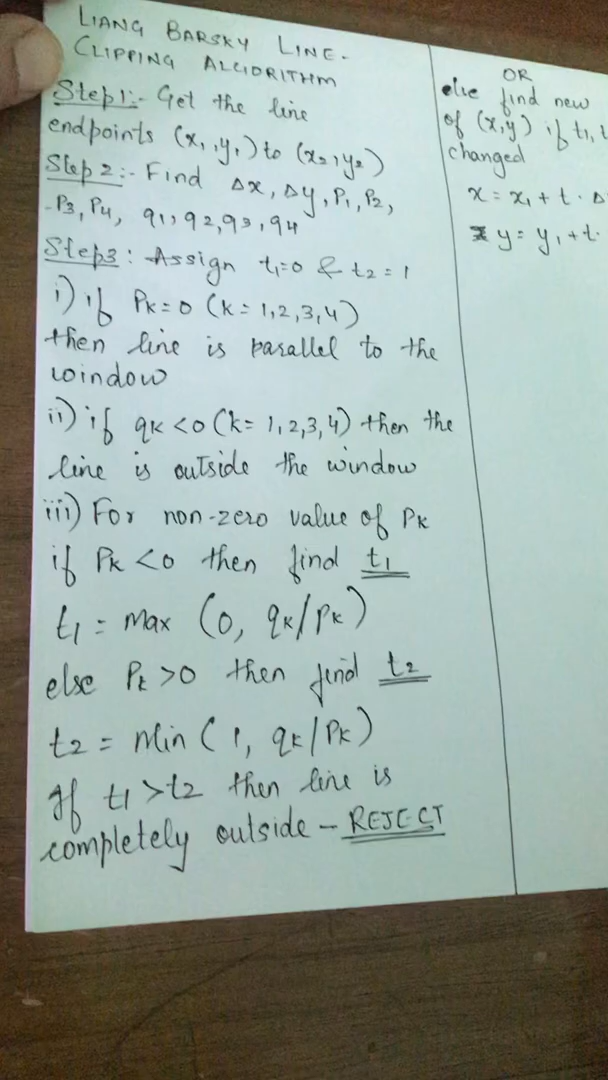 LIANG BARSKY LINE-
CLIPPING ALGIORITHM
Step1:- Get the line
endpoints (x1,y1) to (x2,y2)
Step 2:- Find Δx, Δy, P1, P2,
P3, P4, q1, q2, q3, q4
Step3: Assign t1=0 & t2=1
i) if Pk=0 (k=1,2,3,4)
then line is parallel to the
window
ii) if qk<0 (k=1,2,3,4) then the
line is outside the window
iii) For non-zero value of Pk
if Pk<0 then find t1
t1 = max (0, qk/pk)
else Pk>0 then find t2
t2 = Min (1, qk/Pk)
If t1>t2 then line is
completely outside – REJECT
OR
else find new
of (x,y) if t1,
changed
x = x1 + t.
y = y1 + t.